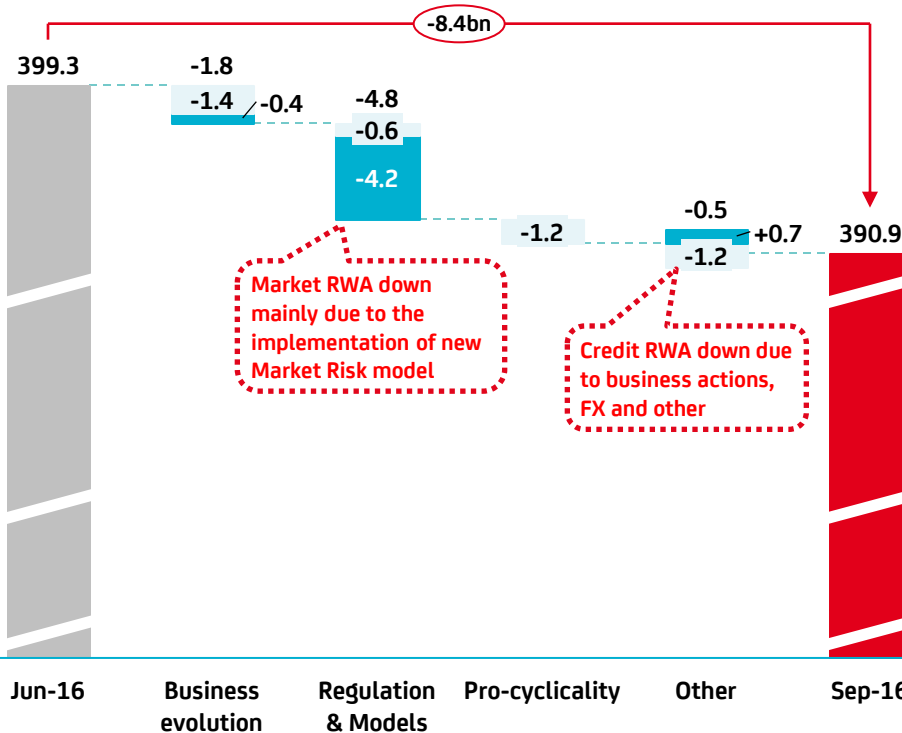 -8.4bn
399.3
-1.8
-1.4
-0.4
-4.8
-0.6
-4.2
-1.2
-0.5
+0.7
-1.2
390.9
Market RWA down
mainly due to the
implementation of new
Market Risk model
Credit RWA down due
to business actions,
FX and other
Jun-16
Business
evolution
Regulation
& Models
Pro-cyclicality
Other
Sep-16